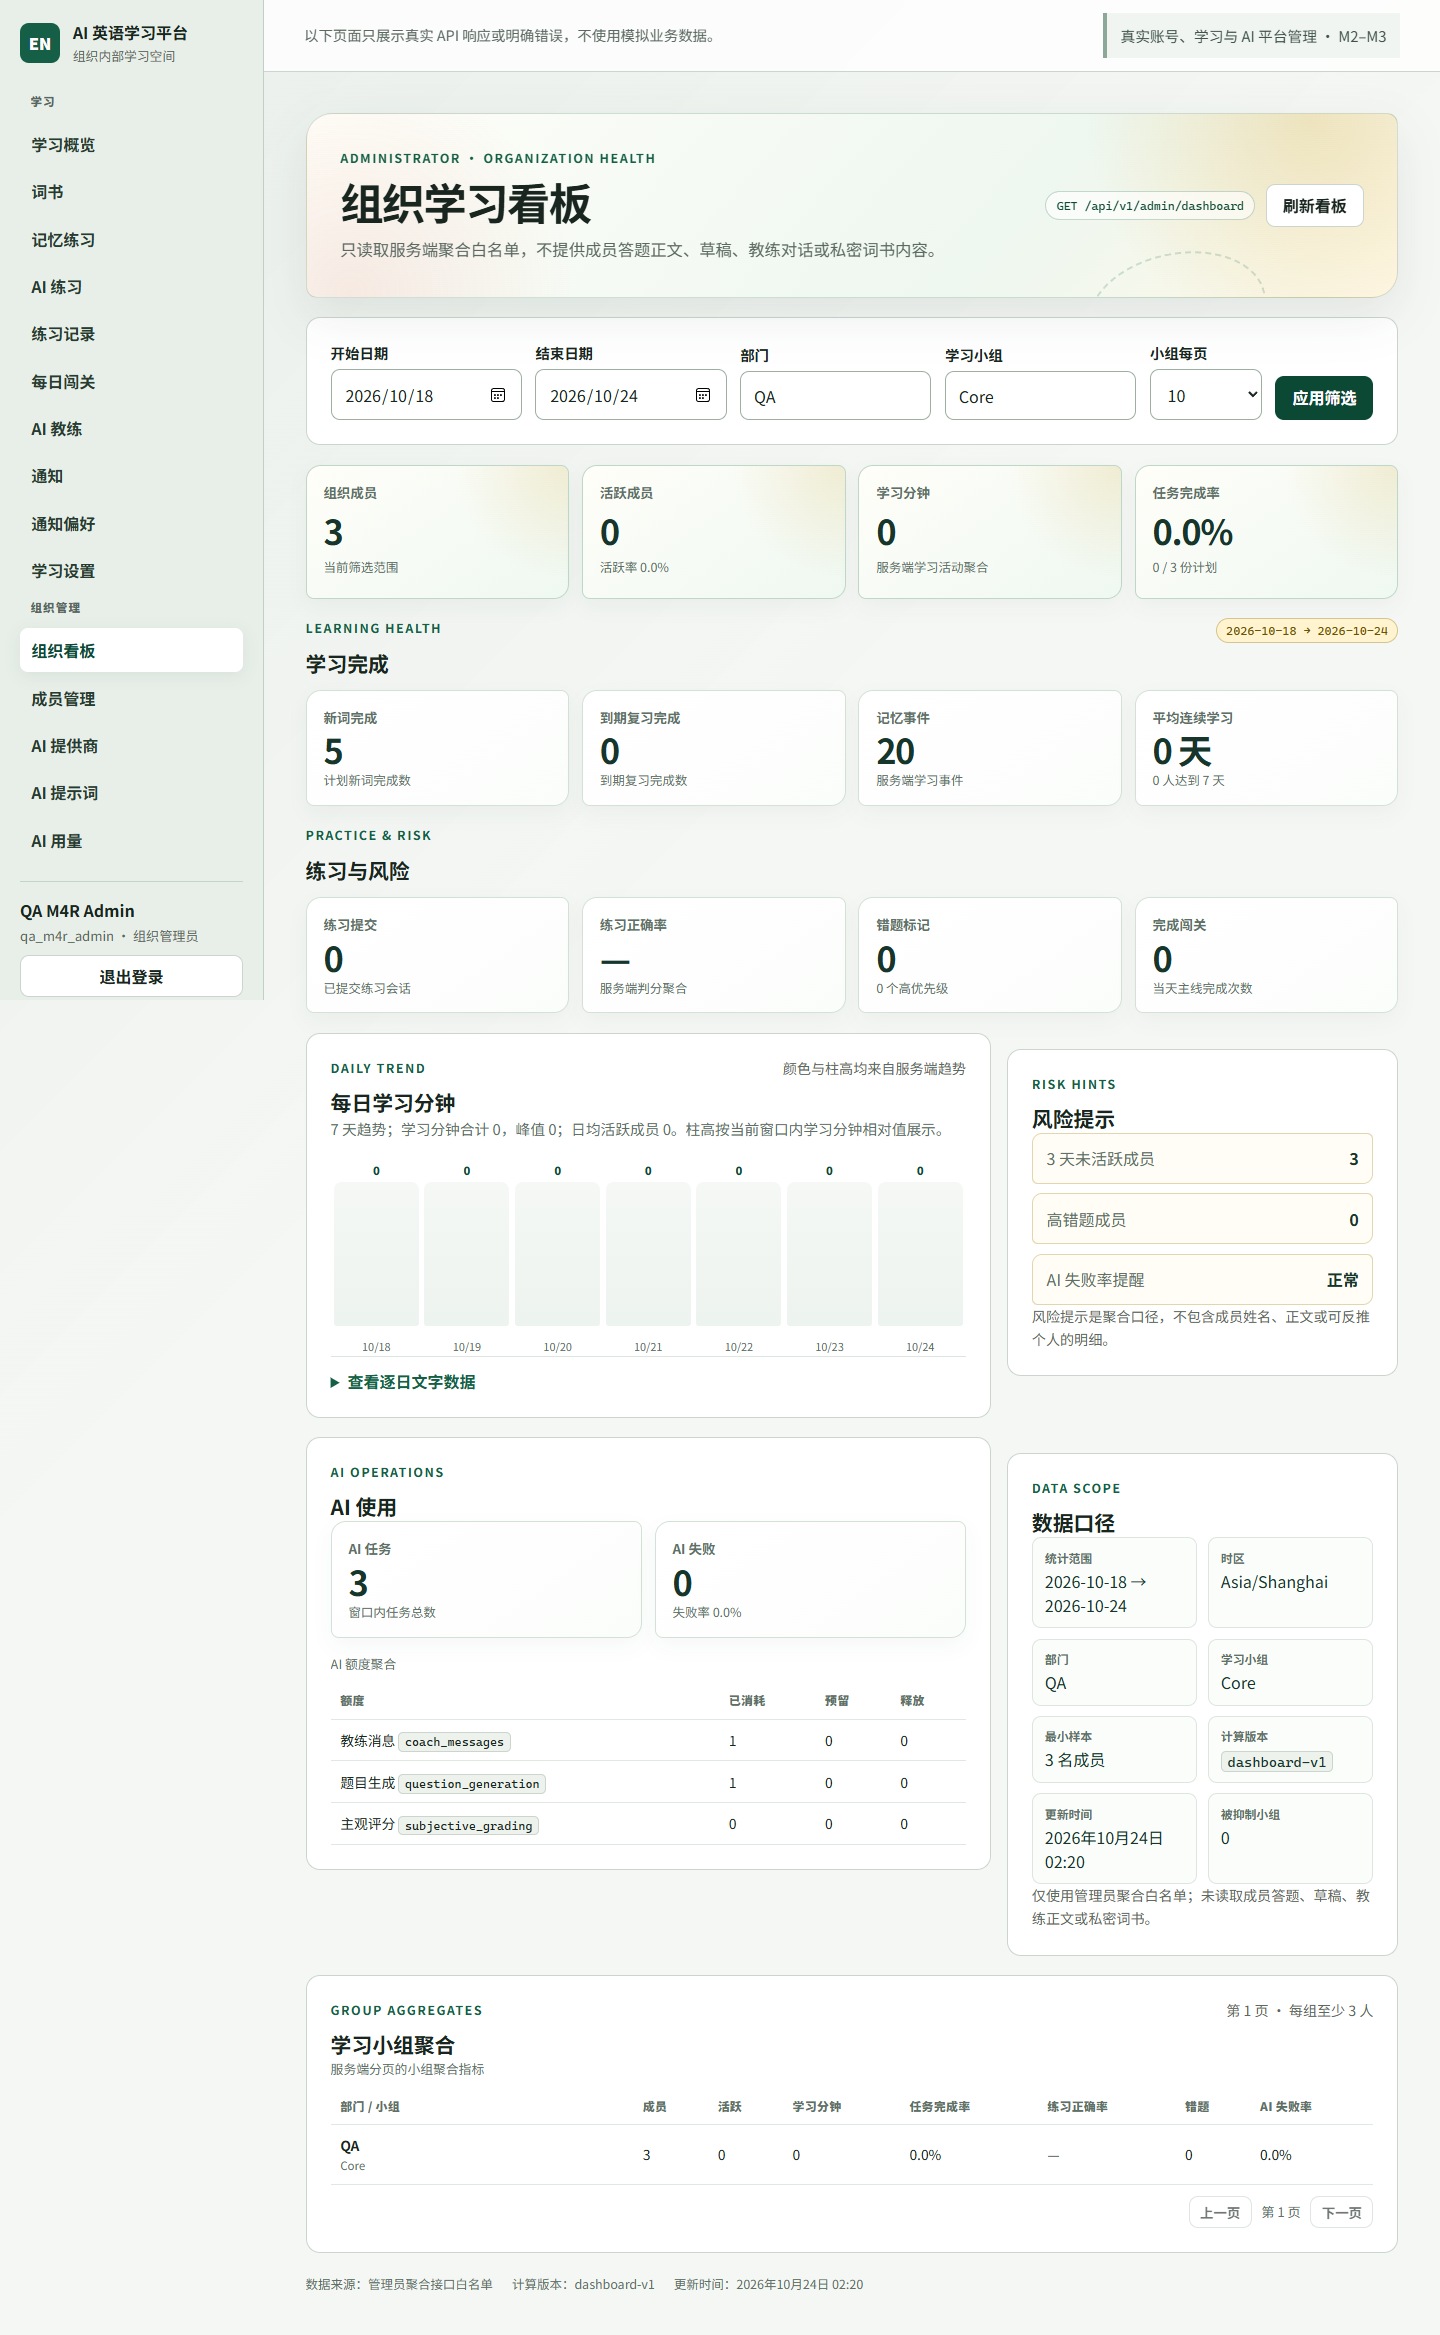 EN
AI 英语学习平台
组织内部学习空间
学习
学习概览
词书
记忆练习
AI 练习
练习记录
每日闯关
AI 教练
通知
通知偏好
学习设置
组织管理
组织看板
成员管理
AI 提供商
AI 提示词
AI 用量
QA M4R Admin
qa_m4r_admin · 组织管理员
退出登录
以下页面只展示真实 API 响应或明确错误，不使用模拟业务数据。
真实账号、学习与 AI 平台管理 · M2–M3
ADMINISTRATOR · ORGANIZATION HEALTH
组织学习看板
只读取服务端聚合白名单，不提供成员答题正文、草稿、教练对话或私密词书内容。
GET /api/v1/admin/dashboard
刷新看板
开始日期
2026/10/18
结束日期
2026/10/24
部门
QA
学习小组
Core
小组每页
10
应用筛选
组织成员
3
当前筛选范围
活跃成员
0
活跃率 0.0%
学习分钟
0
服务端学习活动聚合
任务完成率
0.0%
0 / 3 份计划
LEARNING HEALTH
学习完成
2026-10-18 → 2026-10-24
新词完成
5
计划新词完成数
到期复习完成
0
到期复习完成数
记忆事件
20
服务端学习事件
平均连续学习
0 天
0 人达到 7 天
PRACTICE & RISK
练习与风险
练习提交
0
已提交练习会话
练习正确率
—
服务端判分聚合
错题标记
0
0 个高优先级
完成闯关
0
当天主线完成次数
DAILY TREND
每日学习分钟
颜色与柱高均来自服务端趋势
7 天趋势；学习分钟合计 0，峰值 0；日均活跃成员 0。柱高按当前窗口内学习分钟相对值展示。
0 0 0 0 0 0 0
10/18 10/19 10/20 10/21 10/22 10/23 10/24
▶ 查看逐日文字数据
RISK HINTS
风险提示
3 天未活跃成员 3
高错题成员 0
AI 失败率提醒 正常
风险提示是聚合口径，不包含成员姓名、正文或可反推
个人的明细。
AI OPERATIONS
AI 使用
AI 任务
3
窗口内任务总数
AI 失败
0
失败率 0.0%
AI 额度聚合
额度 已消耗 预留 释放
教练消息 coach_messages 1 0 0
题目生成 question_generation 1 0 0
主观评分 subjective_grading 0 0 0
DATA SCOPE
数据口径
统计范围
2026-10-18 →
2026-10-24
时区
Asia/Shanghai
部门
QA
学习小组
Core
最小样本
3 名成员
计算版本
dashboard-v1
更新时间
2026年10月24日
02:20
被抑制小组
0
仅使用管理员聚合白名单；未读取成员答题、草稿、教
练正文或私密词书。
GROUP AGGREGATES
学习小组聚合
第 1 页 · 每组至少 3 人
服务端分页的小组聚合指标
部门 / 小组 成员 活跃 学习分钟 任务完成率 练习正确率 错题 AI 失败率
QA
Core
3 0 0 0.0% — 0 0.0%
上一页 第 1 页 下一页
数据来源：管理员聚合接口白名单 计算版本：dashboard-v1 更新时间：2026年10月24日 02:20